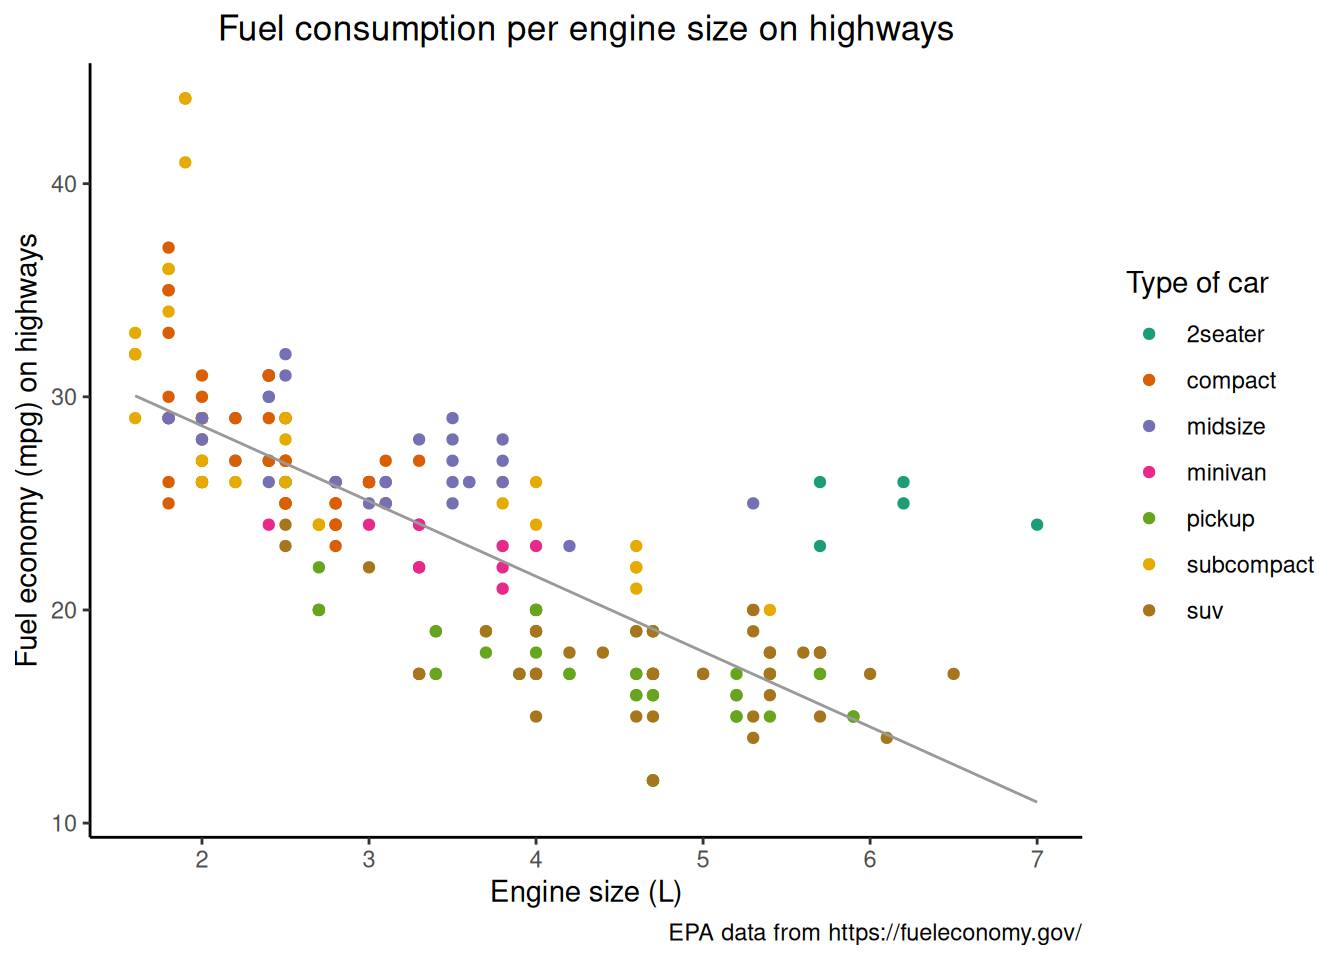 Fuel consumption per engine size on highways
Fuel economy (mpg) on highways
40
30
20
10
2 3 4 5 6 7
Engine size (L)
EPA data from https://fueleconomy.gov/
Type of car
2seater
compact
midsize
minivan
pickup
subcompact
suv